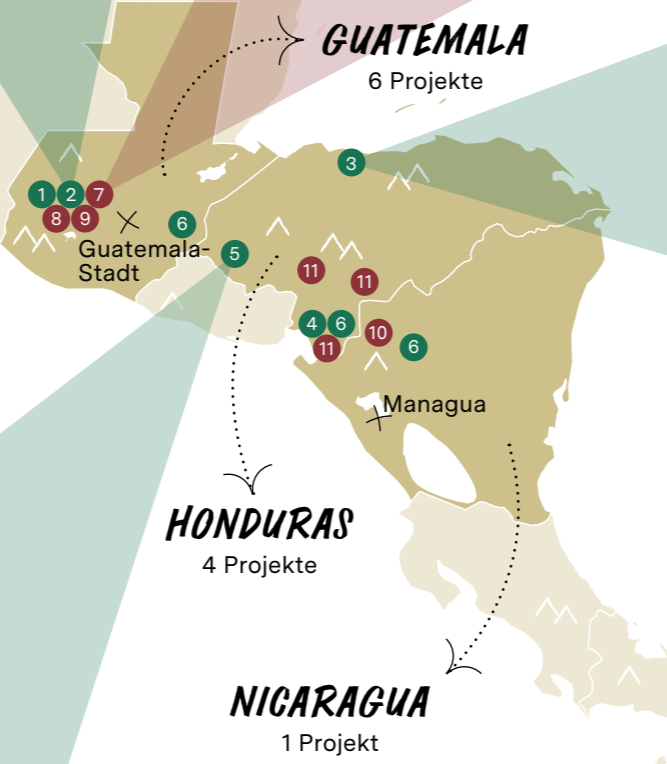 GUATEMALA
6 Projekte
3
1 2 7
8 9
6
Guatemala-
Stadt
5
11
11
4 6
10
11
6
Managua
HONDURAS
4 Projekte
NICARAGUA
1 Projekt